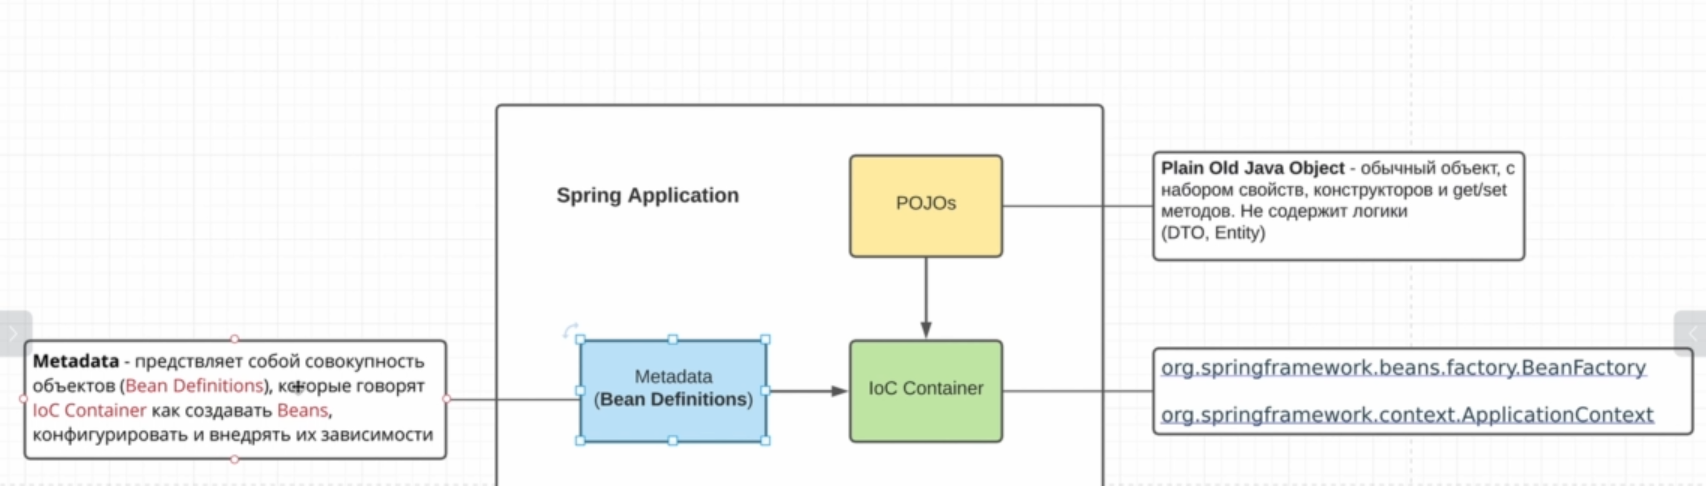 Spring Application
POJOs
Plain Old Java Object - обычный объект, с
набором свойств, конструкторов и get/set
методов. Не содержит логики
(DTO, Entity)
Metadata - предствляет собой совокупность
объектов (Bean Definitions), которые говорят
IoC Container как создавать Beans,
конфигурировать и внедрять их зависимости
Metadata
(Bean Definitions)
IoC Container
org.springframework.beans.factory.BeanFactory
org.springframework.context.ApplicationContext